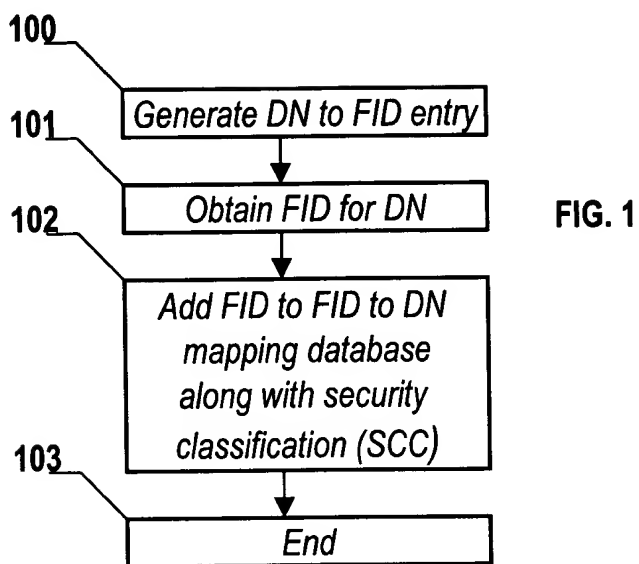 100
Generate DN to FID entry
101
Obtain FID for DN
FIG. 1
102
Add FID to FID to DN
mapping database
along with security
classification (SCC)
103
End